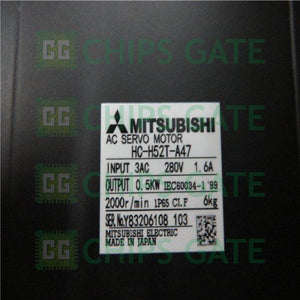 CHIPS GATE
MITSUBISHI
AC SERVO MOTOR
HC-H52T-A47
INPUT 3AC 280V 1.6A
OUTPUT 0.5KW IEC60034-1 '99
2000r/min IP65 CI.F 6kg
SER.No.Y83206108 103
MITSUBISHI ELECTRIC
MADE IN JAPAN
CHIPS GATE